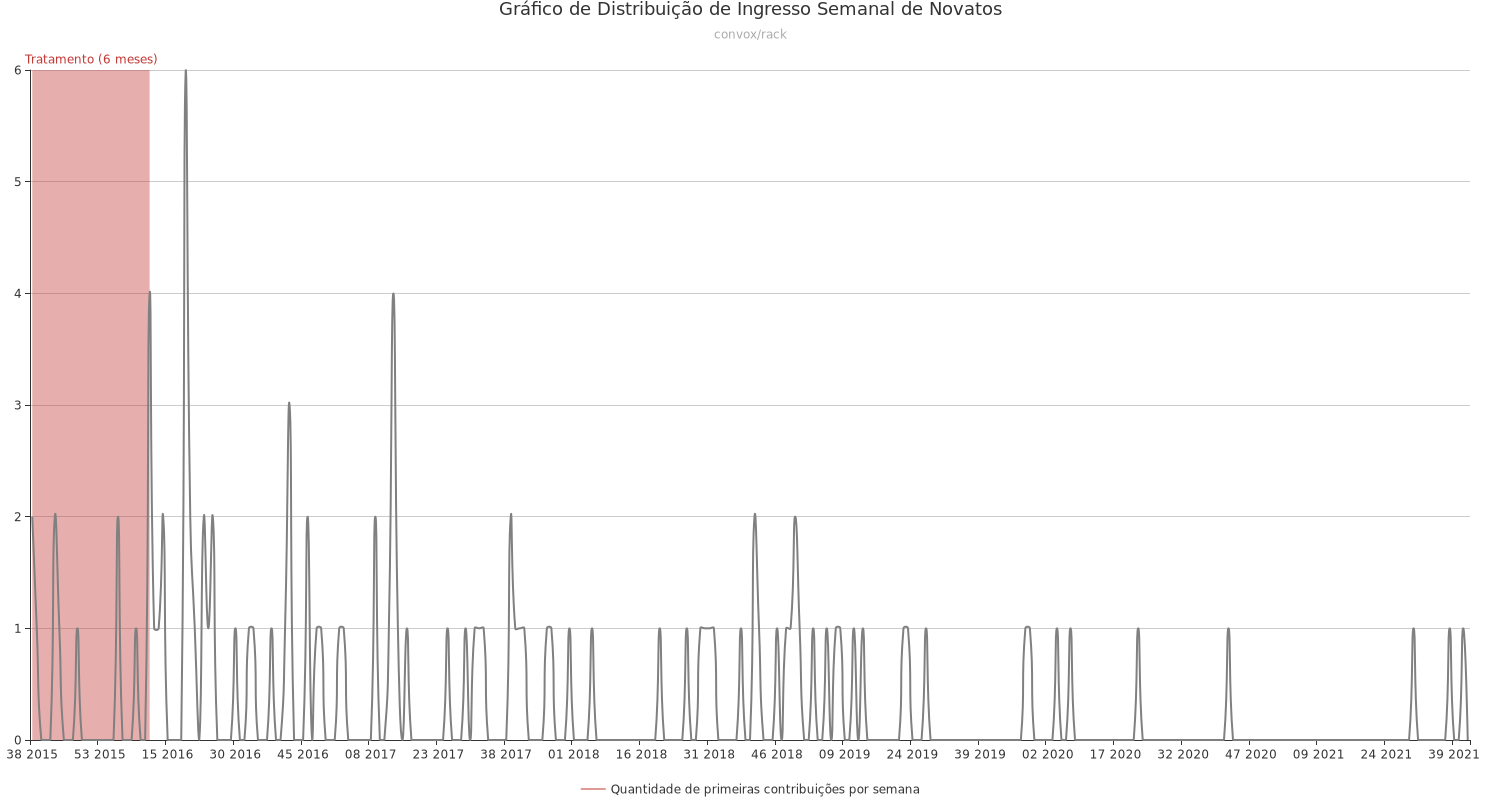 Gráfico de Distribuição de Ingresso Semanal de Novatos
convox/rack
Tratamento (6 meses)
6
5
4
3
2
1
0
38 2015 53 2015 15 2016 30 2016 45 2016 08 2017 23 2017 38 2017 01 2018 16 2018 31 2018 46 2018 09 2019 24 2019 39 2019 02 2020 17 2020 32 2020 47 2020 09 2021 24 2021 39 2021
Quantidade de primeiras contribuições por semana